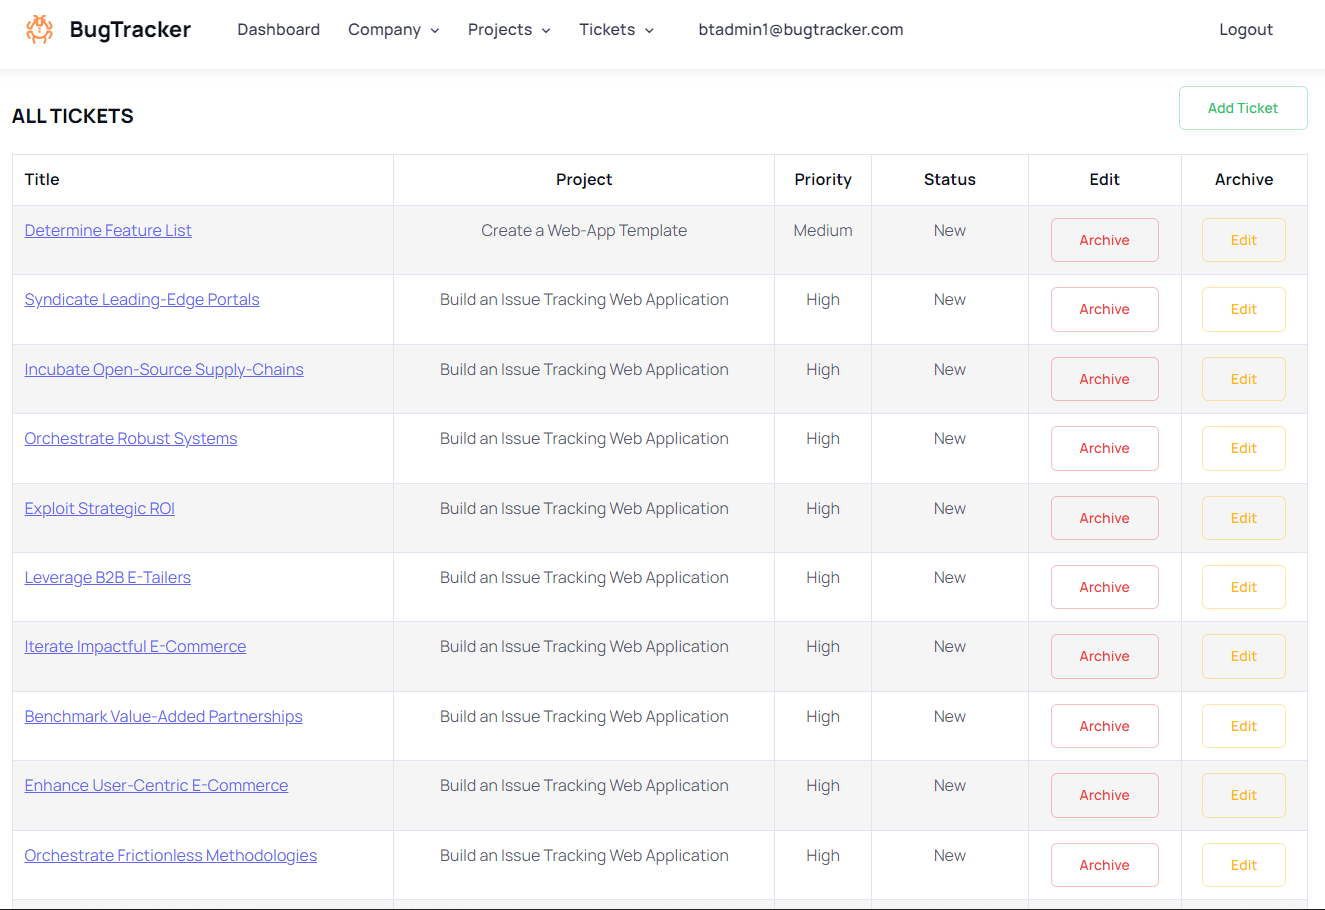 BugTracker Dashboard Company Projects Tickets btadmin1@bugtracker.com Logout
ALL TICKETS
Add Ticket
Title Project Priority Status Edit Archive
Determine Feature List Create a Web-App Template Medium New Archive Edit
Syndicate Leading-Edge Portals Build an Issue Tracking Web Application High New Archive Edit
Incubate Open-Source Supply-Chains Build an Issue Tracking Web Application High New Archive Edit
Orchestrate Robust Systems Build an Issue Tracking Web Application High New Archive Edit
Exploit Strategic ROI Build an Issue Tracking Web Application High New Archive Edit
Leverage B2B E-Tailers Build an Issue Tracking Web Application High New Archive Edit
Iterate Impactful E-Commerce Build an Issue Tracking Web Application High New Archive Edit
Benchmark Value-Added Partnerships Build an Issue Tracking Web Application High New Archive Edit
Enhance User-Centric E-Commerce Build an Issue Tracking Web Application High New Archive Edit
Orchestrate Frictionless Methodologies Build an Issue Tracking Web Application High New Archive Edit